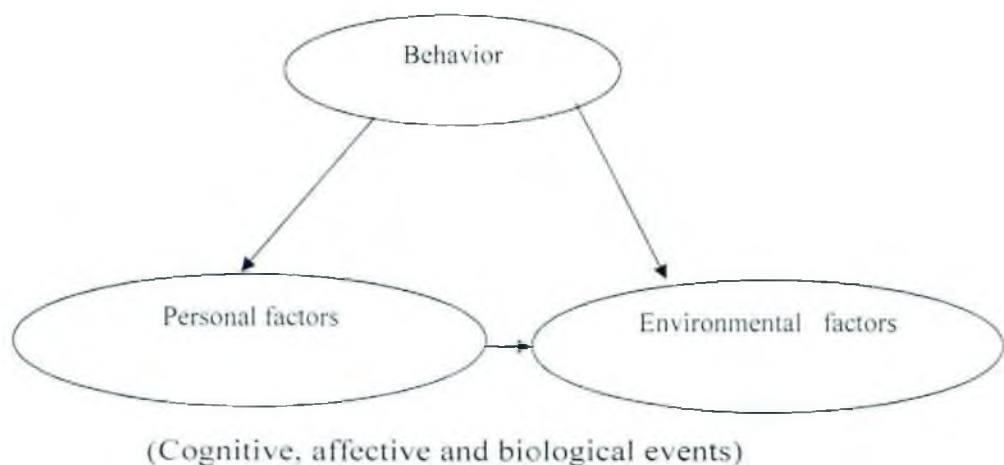 Behavior
Personal factors
Environmental factors
(Cognitive, affective and biological events)